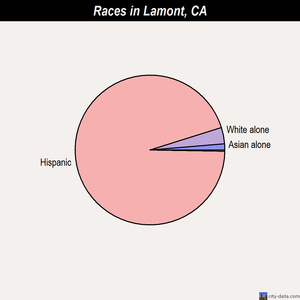 Races in Lamont, CA
White alone
Asian alone
Hispanic
city-data.com